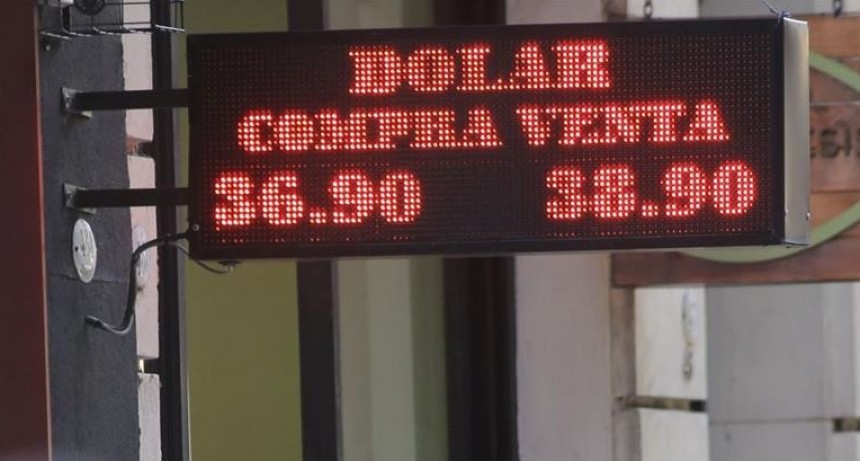 DOLAR
COMPRA VENTA
36.90 38.90